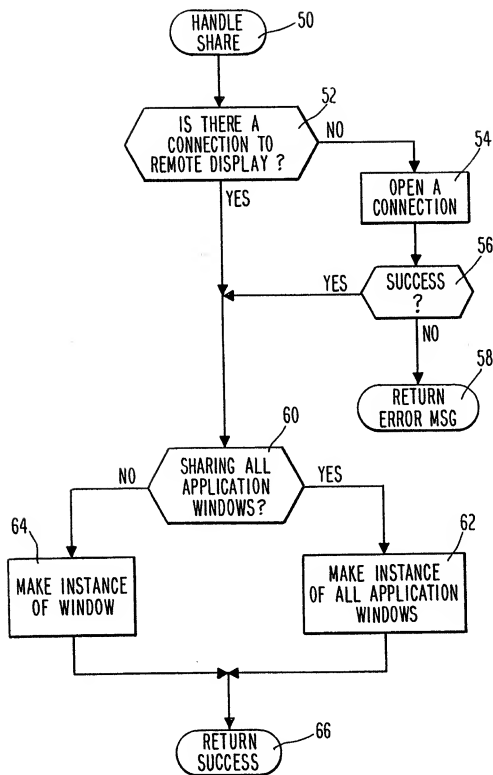 HANDLE
SHARE
50
52
IS THERE A
CONNECTION TO
REMOTE DISPLAY ?
NO
YES
54
OPEN A
CONNECTION
56
SUCCESS
?
YES
NO
58
RETURN
ERROR MSG
60
SHARING ALL
APPLICATION
WINDOWS?
NO
YES
64
MAKE INSTANCE
OF WINDOW
62
MAKE INSTANCE
OF ALL APPLICATION
WINDOWS
RETURN
SUCCESS
66